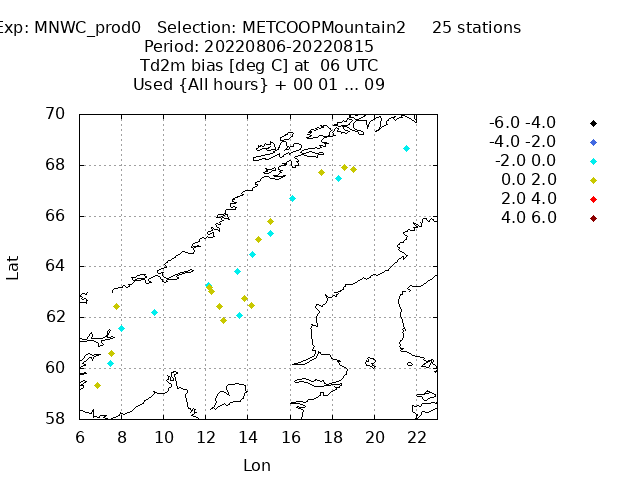 Exp: MNWC_prod0   Selection: METCOOPMountain2     25 stations
Period: 20220806-20220815
Td2m bias [deg C] at  06 UTC
Used {All hours} + 00 01 ... 09
70
68
66
64
62
60
58
6 8 10 12 14 16 18 20 22
Lat
Lon
-6.0 -4.0
-4.0 -2.0
-2.0 0.0
0.0 2.0
2.0 4.0
4.0 6.0